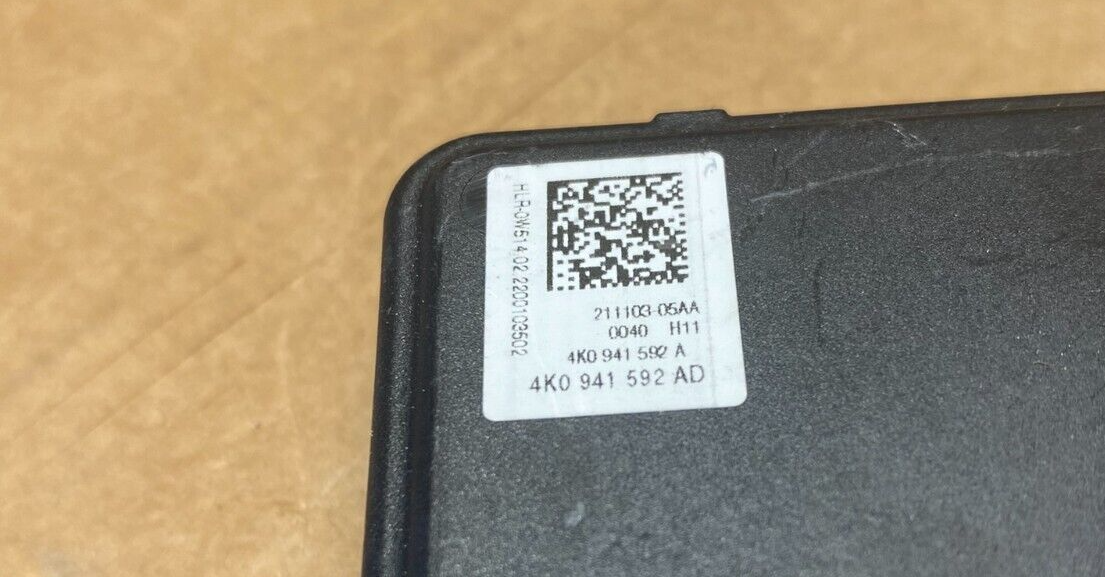 HLR-0W514.02.2200103502
211103-05AA
0040 H11
4K0 941 592 A
4K0 941 592 AD